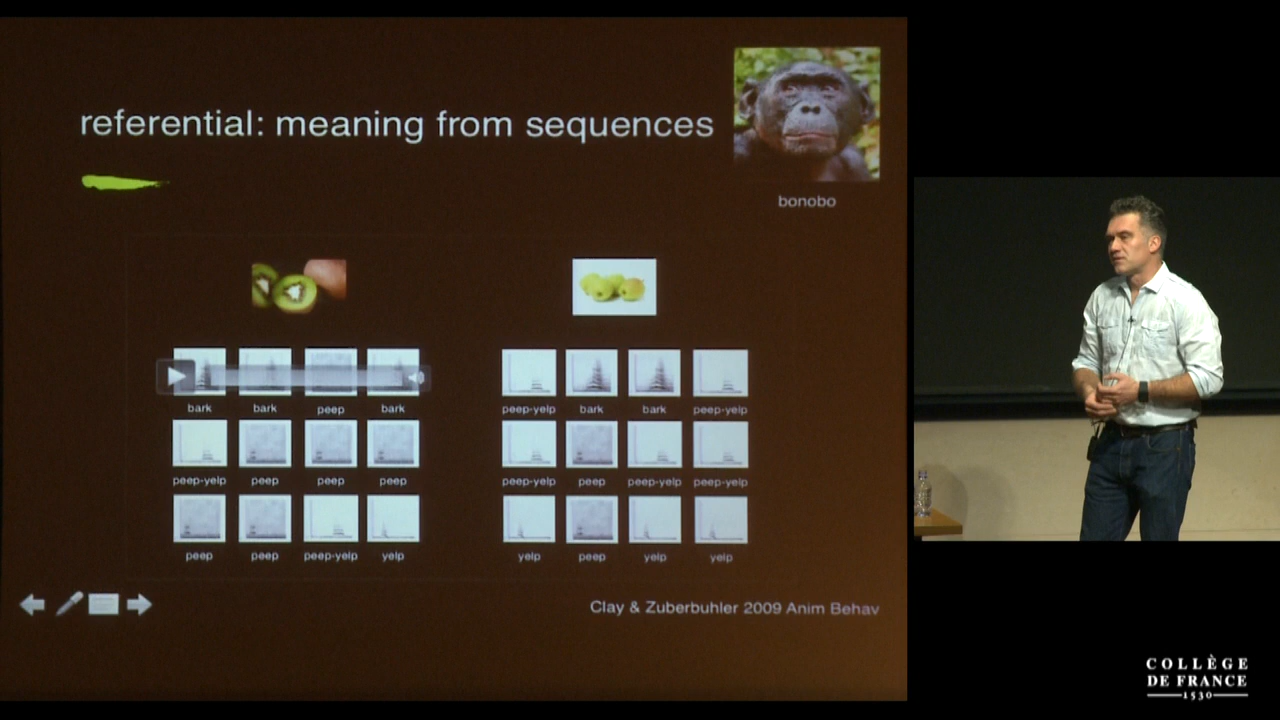 referential: meaning from sequences
bonobo
bark bark peep bark
peep-yelp peep peep peep
peep peep peep-yelp yelp
peep-yelp bark bark peep-yelp
peep-yelp peep peep-yelp peep-yelp
yelp peep yelp yelp
Clay & Zuberbuhler 2009 Anim Behav
COLLÈGE
DE FRANCE
1530